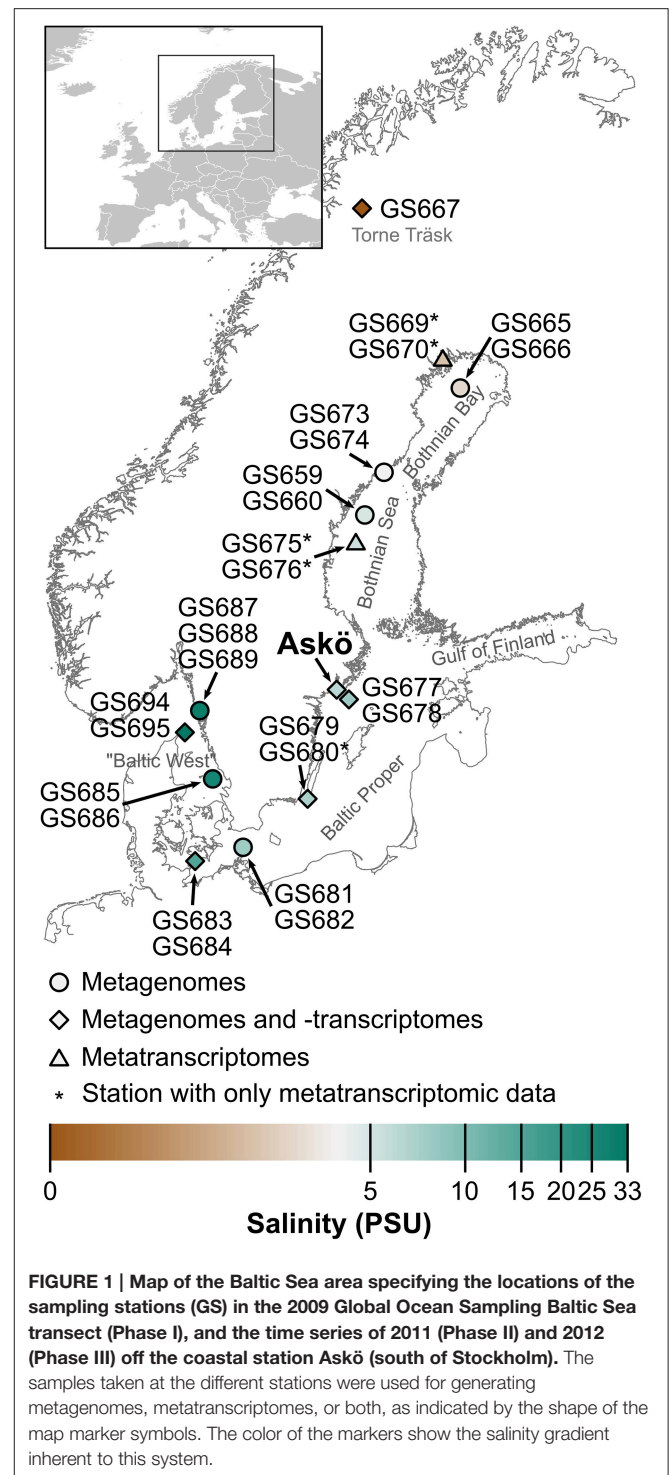 GS667
Torne Träsk
GS669*
GS670*
GS665
GS666
Bothnian Bay
GS673
GS674
GS659
GS660
Bothnian Sea
GS675*
GS676*
GS687
GS688
GS689
Askö
Gulf of Finland
GS677
GS678
GS694
GS695
GS679
GS680*
"Baltic West"
Baltic Proper
GS685
GS686
GS681
GS682
GS683
GS684
Metagenomes
Metagenomes and -transcriptomes
Metatranscriptomes
* Station with only metatranscriptomic data
0 5 10 15 20 25 33
Salinity (PSU)
FIGURE 1 | Map of the Baltic Sea area specifying the locations of the
sampling stations (GS) in the 2009 Global Ocean Sampling Baltic Sea
transect (Phase I), and the time series of 2011 (Phase II) and 2012
(Phase III) off the coastal station Askö (south of Stockholm). The
samples taken at the different stations were used for generating
metagenomes, metatranscriptomes, or both, as indicated by the shape of the
map marker symbols. The color of the markers show the salinity gradient
inherent to this system.